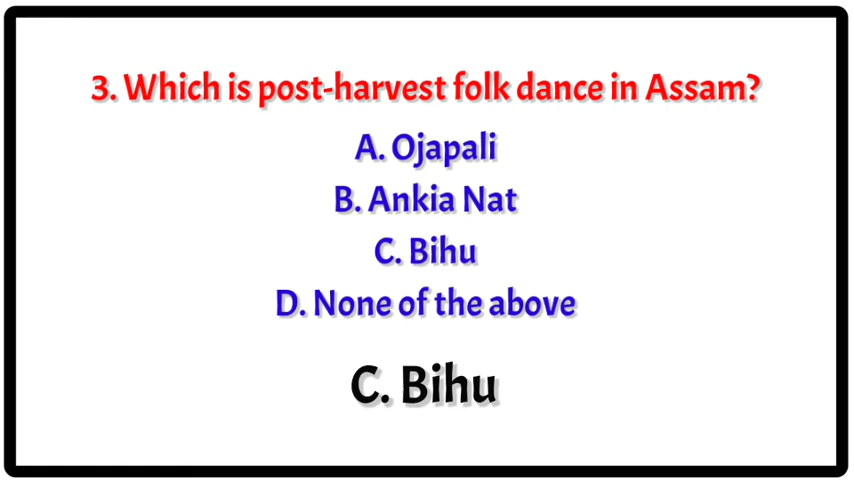 3. Which is post-harvest folk dance in Assam?
A. Ojapali
B. Ankia Nat
C. Bihu
D. None of the above
C. Bihu